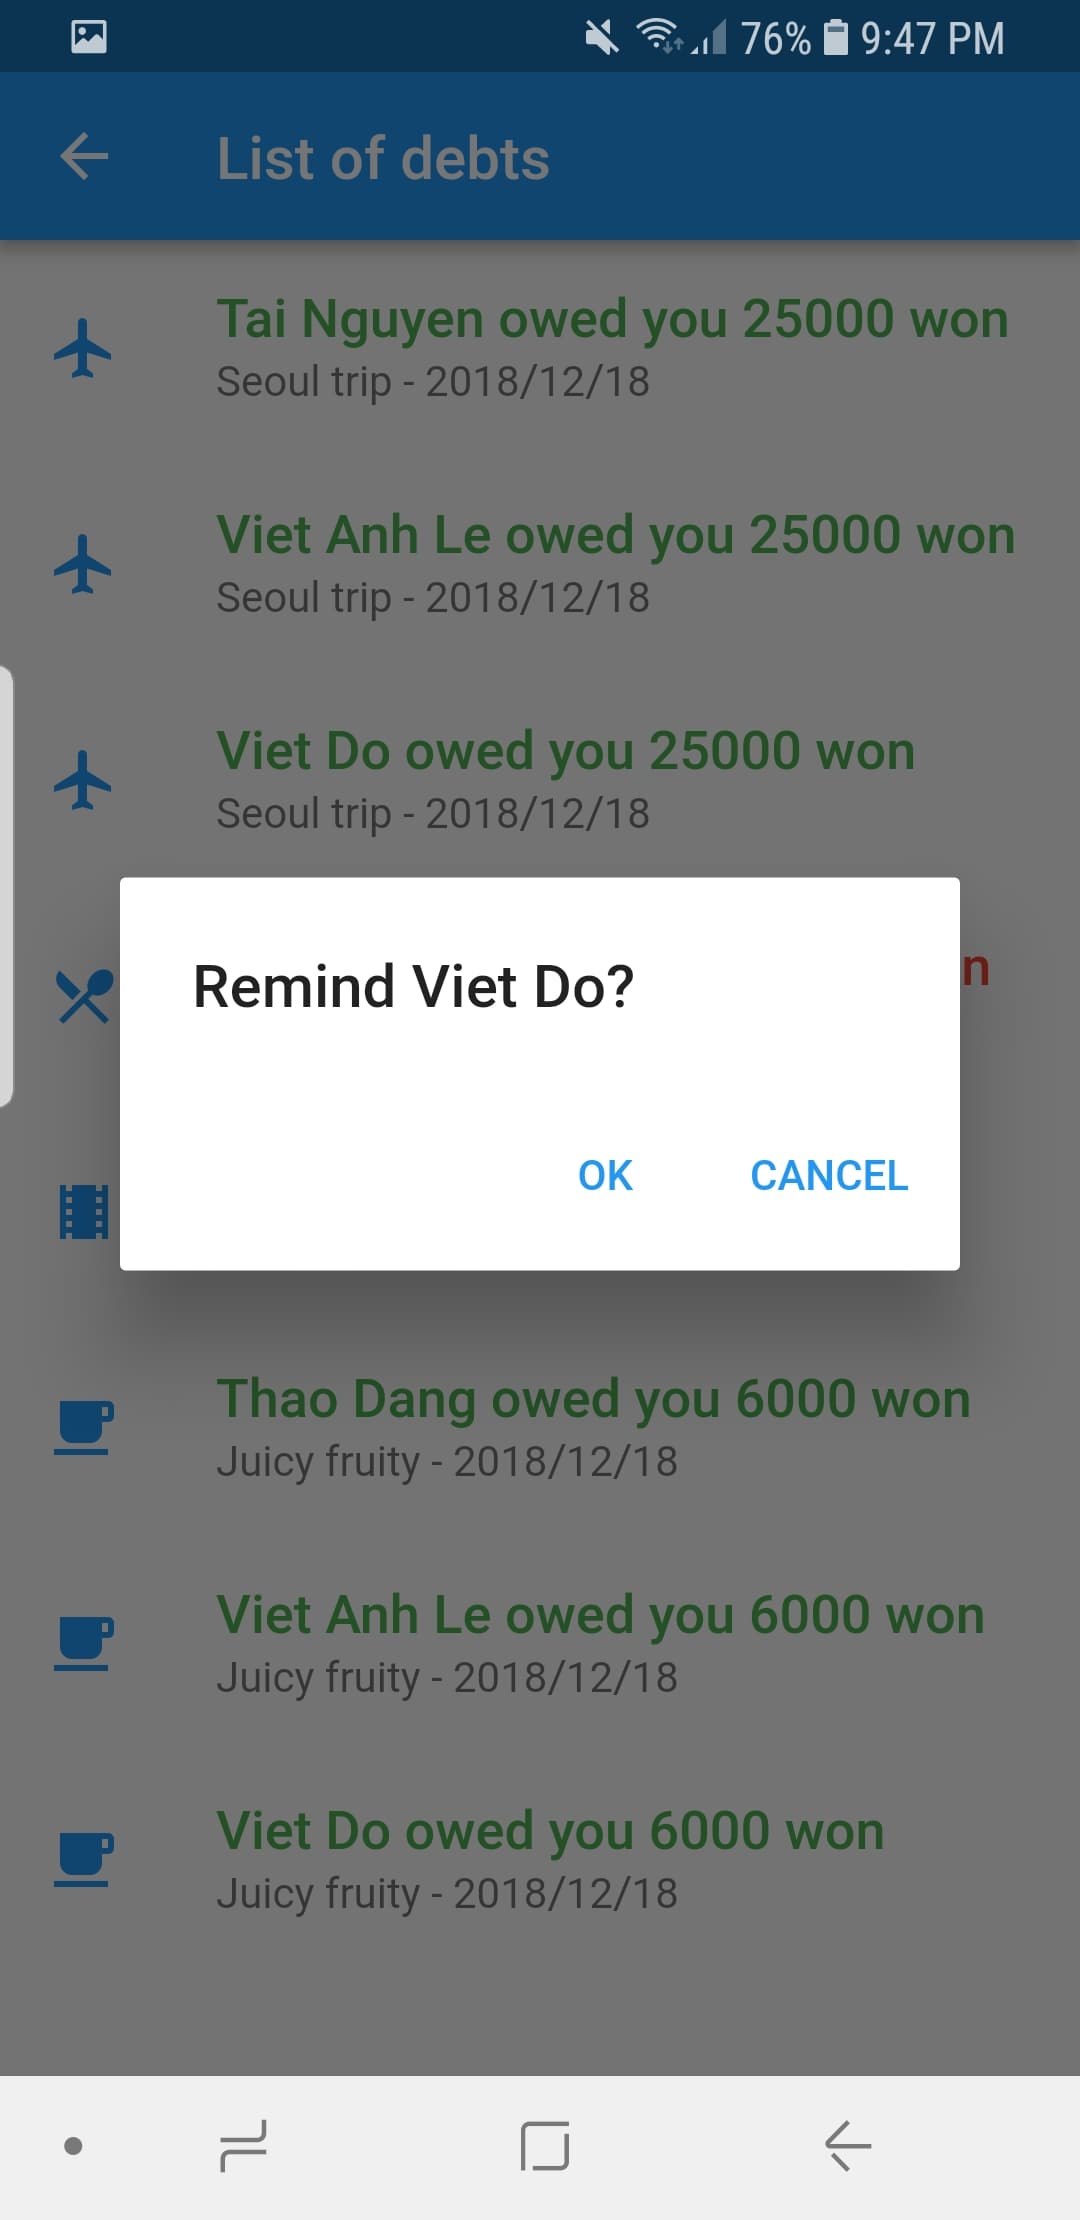 76% 9:47 PM
List of debts
Tai Nguyen owed you 25000 won
Seoul trip - 2018/12/18
Viet Anh Le owed you 25000 won
Seoul trip - 2018/12/18
Viet Do owed you 25000 won
Seoul trip - 2018/12/18
n
Remind Viet Do?
OK CANCEL
Thao Dang owed you 6000 won
Juicy fruity - 2018/12/18
Viet Anh Le owed you 6000 won
Juicy fruity - 2018/12/18
Viet Do owed you 6000 won
Juicy fruity - 2018/12/18